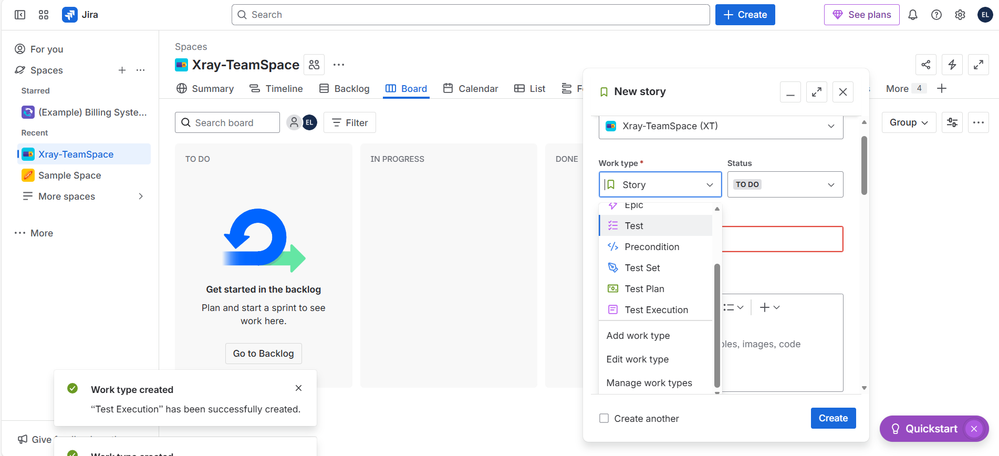 Jira
Search
Create
See plans
EL
For you
Spaces
Starred
(Example) Billing Syste...
Recent
Xray-TeamSpace
Sample Space
More spaces
More
Give
Spaces
Xray-TeamSpace
Summary
Timeline
Backlog
Board
Calendar
List
More 4
Search board
EL
Filter
Group
TO DO
IN PROGRESS
DONE
Get started in the backlog
Plan and start a sprint to see
work here.
Go to Backlog
New story
Xray-TeamSpace (XT)
Work type *
Status
Story
TO DO
Epic
Test
Precondition
Test Set
Test Plan
Test Execution
Add work type
Edit work type
Manage work types
images, code
Create another
Create
Work type created
“Test Execution” has been successfully created.
Work type created
Quickstart